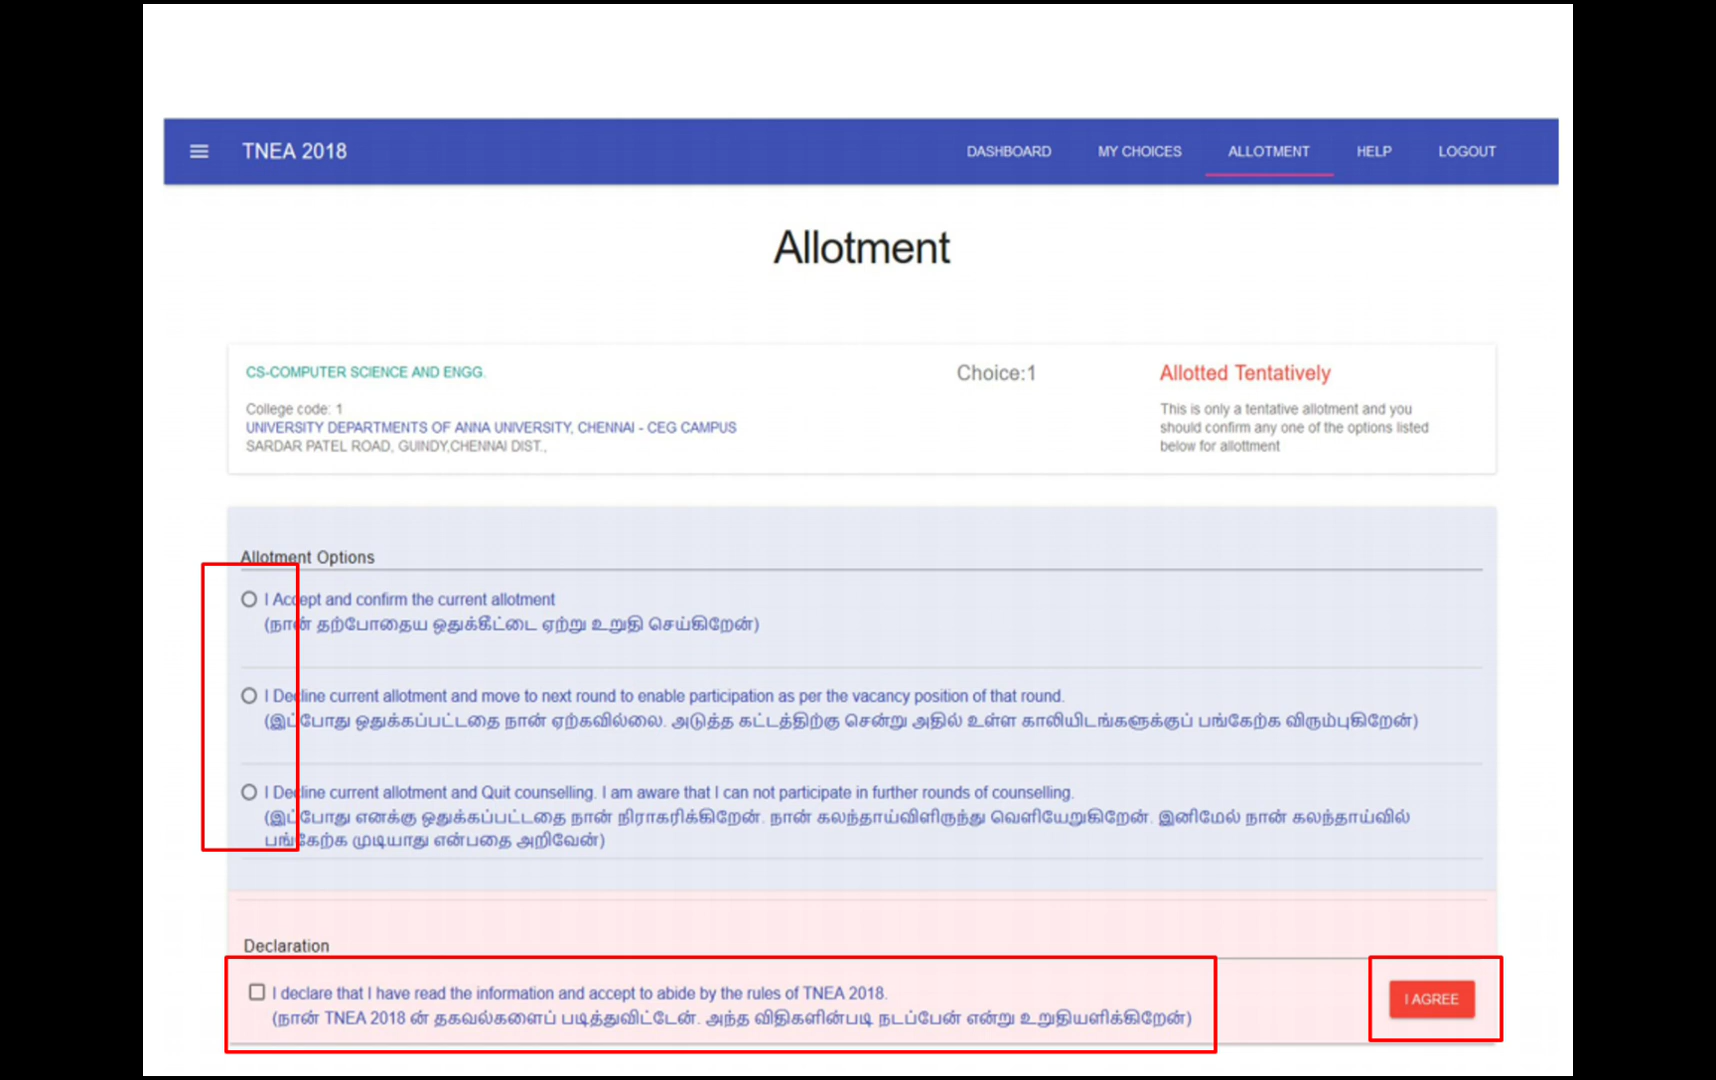 TNEA 2018
DASHBOARD
MY CHOICES
ALLOTMENT
HELP
LOGOUT
Allotment
CS-COMPUTER SCIENCE AND ENGG.
College code: 1
UNIVERSITY DEPARTMENTS OF ANNA UNIVERSITY, CHENNAI - CEG CAMPUS
SARDAR PATEL ROAD, GUINDY,CHENNAI DIST.,
Choice:1
Allotted Tentatively
This is only a tentative allotment and you
should confirm any one of the options listed
below for allottment
Allotment Options
I Accept and confirm the current allotment
(நான் தற்போதைய ஒதுக்கீட்டை ஏற்று உறுதி செய்கிறேன்)
I Decline current allotment and move to next round to enable participation as per the vacancy position of that round.
(இப்போது ஒதுக்கப்பட்டதை நான் ஏற்கவில்லை. அடுத்த கட்டத்திற்கு சென்று அதில் உள்ள காலியிடங்களுக்குப் பங்கேற்க விரும்புகிறேன்)
I Decline current allotment and Quit counselling. I am aware that I can not participate in further rounds of counselling.
(இப்போது எனக்கு ஒதுக்கப்பட்டதை நான் நிராகரிக்கிறேன். நான் கலந்தாய்விளிருந்து வெளியேறுகிறேன். இனிமேல் நான் கலந்தாய்வில்
பங்கேற்க முடியாது என்பதை அறிவேன்)
Declaration
I declare that I have read the information and accept to abide by the rules of TNEA 2018.
(நான் TNEA 2018 ன் தகவல்களைப் படித்துவிட்டேன். அந்த விதிகளின்படி நடப்பேன் என்று உறுதியளிக்கிறேன்)
I AGREE